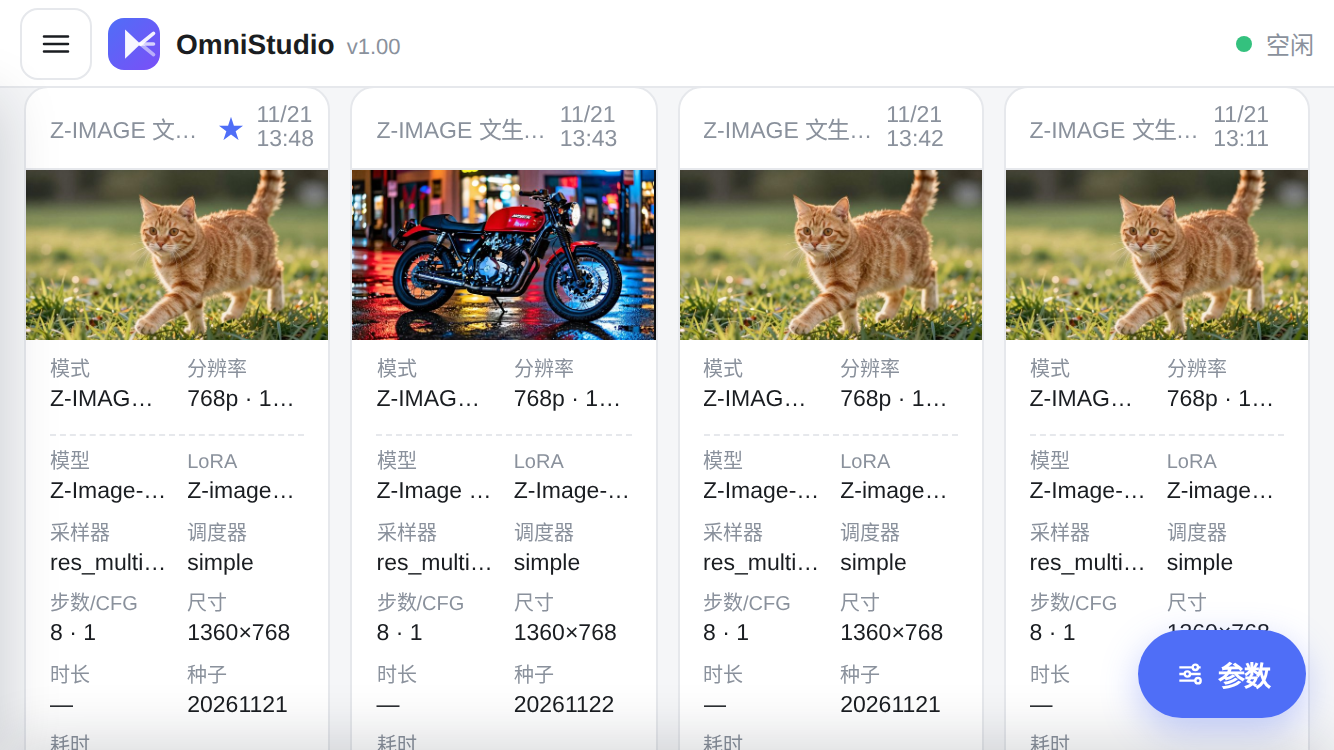 OmniStudio v1.00
空闲
Z-IMAGE 文… ★ 11/21 13:48
Z-IMAGE 文生… 11/21 13:43
Z-IMAGE 文生… 11/21 13:42
Z-IMAGE 文生… 11/21 13:11
模式 分辨率
Z-IMAG… 768p · 1…
模型 LoRA
Z-Image-… Z-image…
采样器 调度器
res_multi… simple
步数/CFG 尺寸
8 · 1 1360×768
时长 种子
— 20261121
耗时
模式 分辨率
Z-IMAG… 768p · 1…
模型 LoRA
Z-Image … Z-Image-…
采样器 调度器
res_multi… simple
步数/CFG 尺寸
8 · 1 1360×768
时长 种子
— 20261122
耗时
模式 分辨率
Z-IMAG… 768p · 1…
模型 LoRA
Z-Image-… Z-image…
采样器 调度器
res_multi… simple
步数/CFG 尺寸
8 · 1 1360×768
时长 种子
— 20261121
耗时
模式 分辨率
Z-IMAG… 768p · 1…
模型 LoRA
Z-Image-… Z-image…
采样器 调度器
res_multi… simple
步数/CFG 尺寸
8 · 1 1360×768
时长
—
耗时
参数